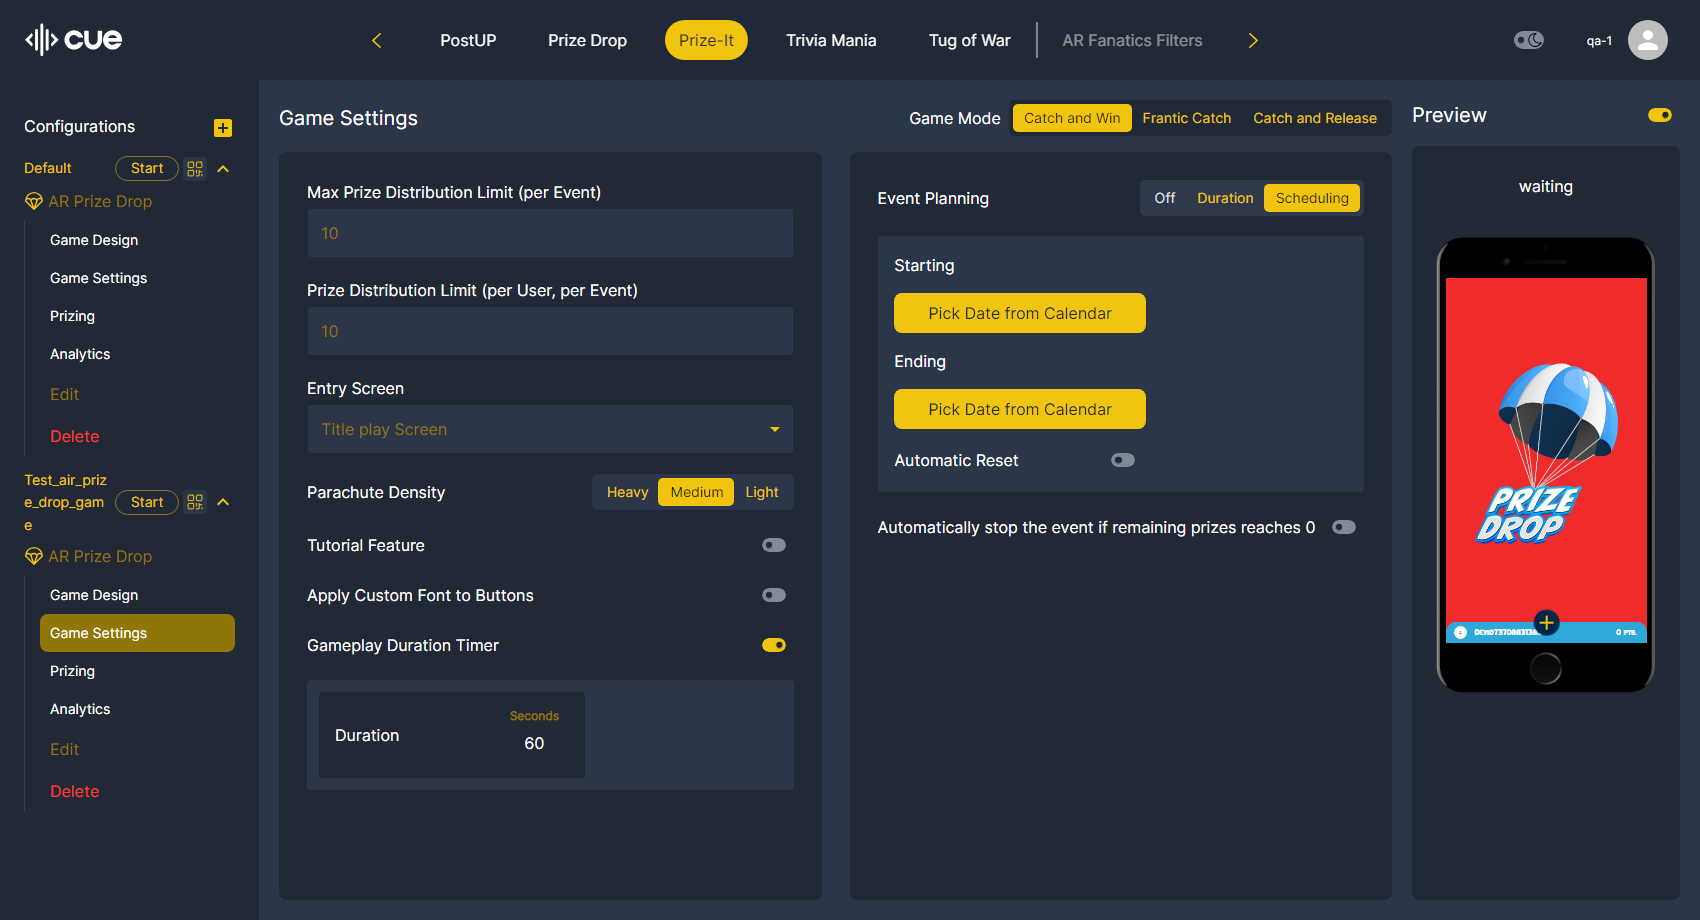 cue
PostUP
Prize Drop
Prize-It
Trivia Mania
Tug of War
AR Fanatics Filters
qa-1
Configurations
Default
Start
AR Prize Drop
Game Design
Game Settings
Prizing
Analytics
Edit
Delete
Test_air_priz
e_drop_gam
e
Start
AR Prize Drop
Game Design
Game Settings
Prizing
Analytics
Edit
Delete
Game Settings
Game Mode
Catch and Win
Frantic Catch
Catch and Release
Max Prize Distribution Limit (per Event)
10
Prize Distribution Limit (per User, per Event)
10
Entry Screen
Title play Screen
Parachute Density
Heavy
Medium
Light
Tutorial Feature
Apply Custom Font to Buttons
Gameplay Duration Timer
Duration
Seconds
60
Event Planning
Off
Duration
Scheduling
Starting
Pick Date from Calendar
Ending
Pick Date from Calendar
Automatic Reset
Automatically stop the event if remaining prizes reaches 0
Preview
waiting
PRIZE
DROP
0 PTS.